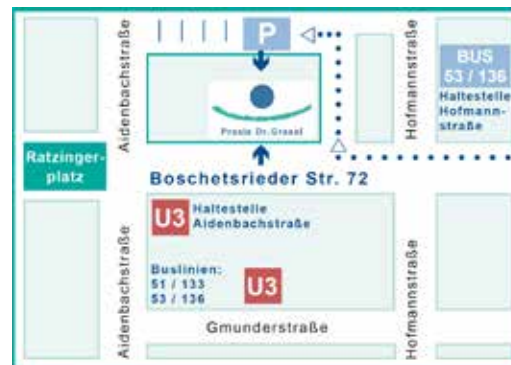 P
Aidenbachstraße
Hofmannstraße
BUS
53 / 136
Haltestelle
Hofmann-
straße
Praxis Dr.
Ratzinger-
platz
Boschetsrieder Str. 72
U3
Haltestelle
Aidenbachstraße
Buslinien:
51 / 133
53 / 136
U3
Aidenbachstraße
Hofmannstraße
Gmunderstraße